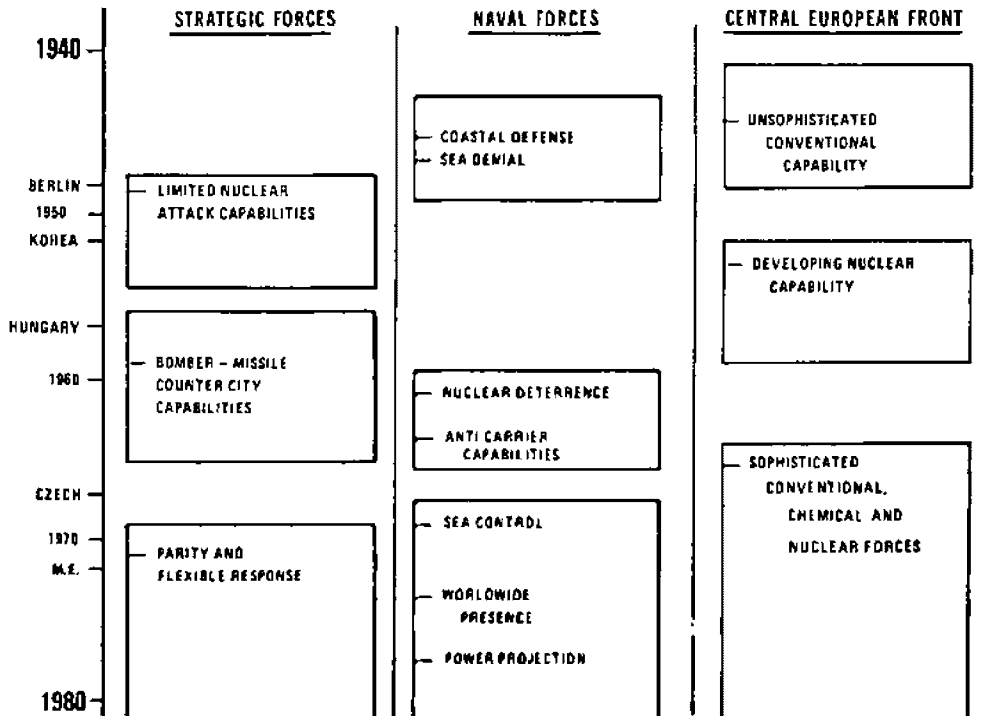 STRATEGIC FORCES
NAVAL FORCES
CENTRAL EUROPEAN FRONT
1940
BERLIN
1950
KOREA
HUNGARY
1960
CZECH
1970
M.E.
1980
LIMITED NUCLEAR
ATTACK CAPABILITIES
BOMBER – MISSILE
COUNTER CITY
CAPABILITIES
PARITY AND
FLEXIBLE RESPONSE
COASTAL DEFENSE
SEA DENIAL
NUCLEAR DETERRENCE
ANTI CARRIER
CAPABILITIES
SEA CONTROL
WORLDWIDE
PRESENCE
POWER PROJECTION
UNSOPHISTICATED
CONVENTIONAL
CAPABILITY
DEVELOPING NUCLEAR
CAPABILITY
SOPHISTICATED
CONVENTIONAL,
CHEMICAL AND
NUCLEAR FORCES